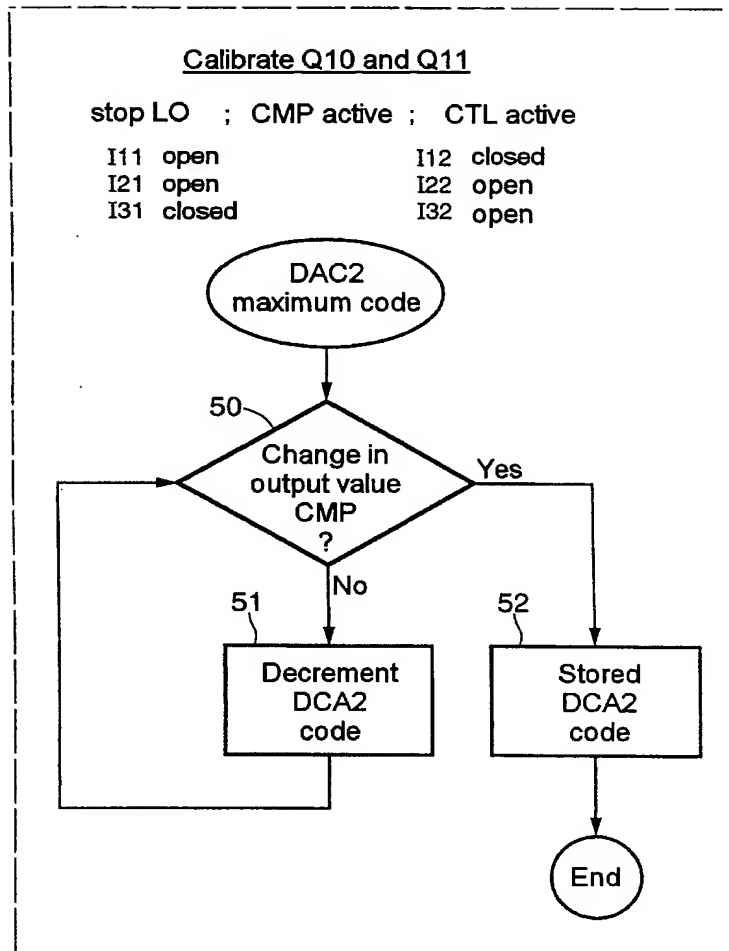 Calibrate Q10 and Q11
stop LO ; CMP active ; CTL active
I11 open I12 closed
I21 open I22 open
I31 closed I32 open
DAC2
maximum code
50
Change in
output value
CMP
?
Yes
No
51
Decrement
DCA2
code
52
Stored
DCA2
code
End